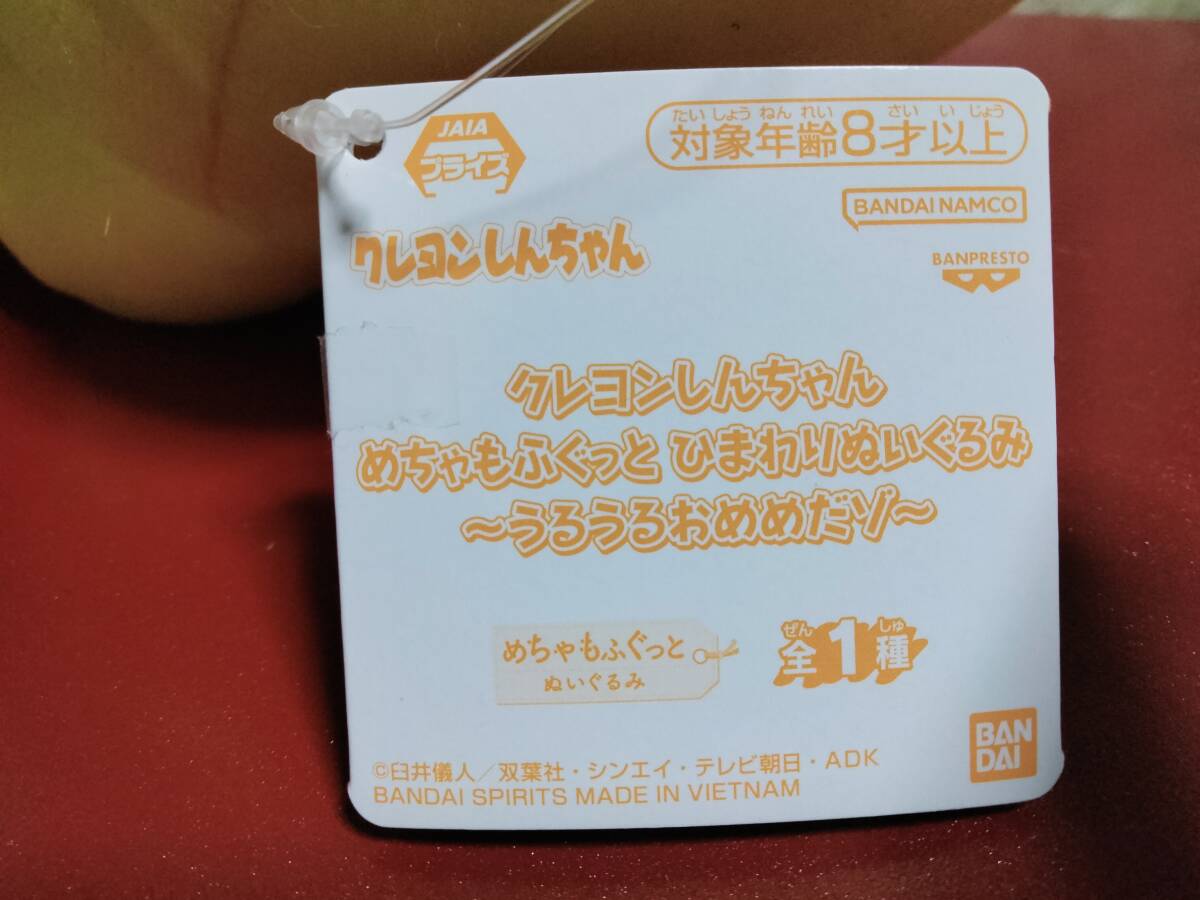 JAIA
プライズ
たいしょうねんれい さいいじょう
対象年齢8才以上
BANDAI NAMCO
BANPRESTO
クレヨンしんちゃん
クレヨンしんちゃん
めちゃもふぐっと ひまわりぬいぐるみ
～うるうるおめめだゾ～
めちゃもふぐっと
ぬいぐるみ
ぜん しゅ
全1種
BAN
DAI
©臼井儀人／双葉社・シンエイ・テレビ朝日・ADK
BANDAI SPIRITS MADE IN VIETNAM